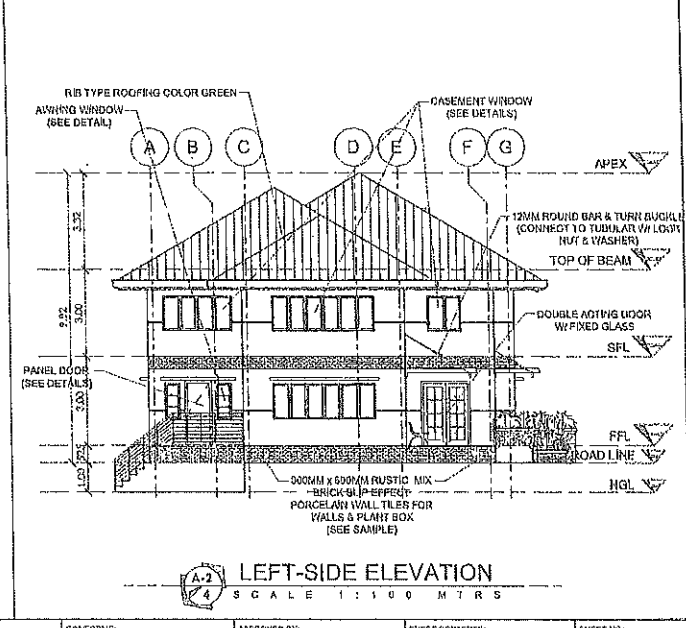 RIB TYPE ROOFING COLOR GREEN
AWNING WINDOW
(SEE DETAIL)
CASEMENT WINDOW
(SEE DETAILS)
A B C D E F G
APEX
12MM ROUND BAR & TURN BUCKLE
(CONNECT TO TUBULAR W/ LOCK
NUT & WASHER)
TOP OF BEAM
DOUBLE ACTING DOOR
W/ FIXED GLASS
SFL
PANEL DOOR
(SEE DETAILS)
3.32
3.00
3.00
1.00
FFL
ROAD LINE
NGL
600MM RUSTIC MIX
BRICK SLIP EFFECT
PORCELAIN WALL TILES FOR
WALLS & PLANT BOX
(SEE SAMPLE)
A-2
4
LEFT-SIDE ELEVATION
SCALE 1:100 MTRS